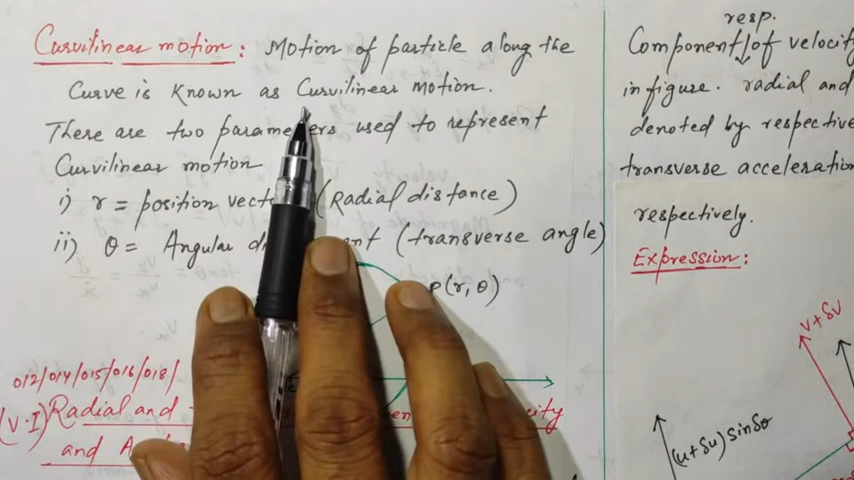 Curvilinear motion: Motion of particle along the
Curve is known as Curvilinear motion.
There are two parameters used to represent
Curvilinear motion
i) r = position (Radial distance)
ii) θ = Angular (transverse angle)
P(r, θ)
012/014/015/016/018/
(V.I) Radial and
and
resp.
Component of velocity
in figure. radial and
denoted by respective
transverse acceleration
respectively.
Expression:
V+δV
(u+δu) sinδθ